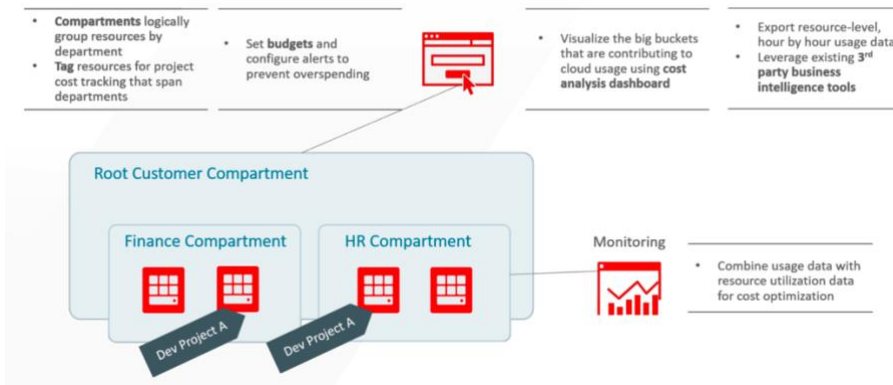 • Compartments logically
group resources by
department
• Tag resources for project
cost tracking that span
departments
• Set budgets and
configure alerts to
prevent overspending
• Visualize the big buckets
that are contributing to
cloud usage using cost
analysis dashboard
• Export resource-level,
hour by hour usage data
• Leverage existing 3rd
party business
intelligence tools
Root Customer Compartment
Finance Compartment
HR Compartment
Dev Project A
Dev Project A
Monitoring
• Combine usage data with
resource utilization data
for cost optimization